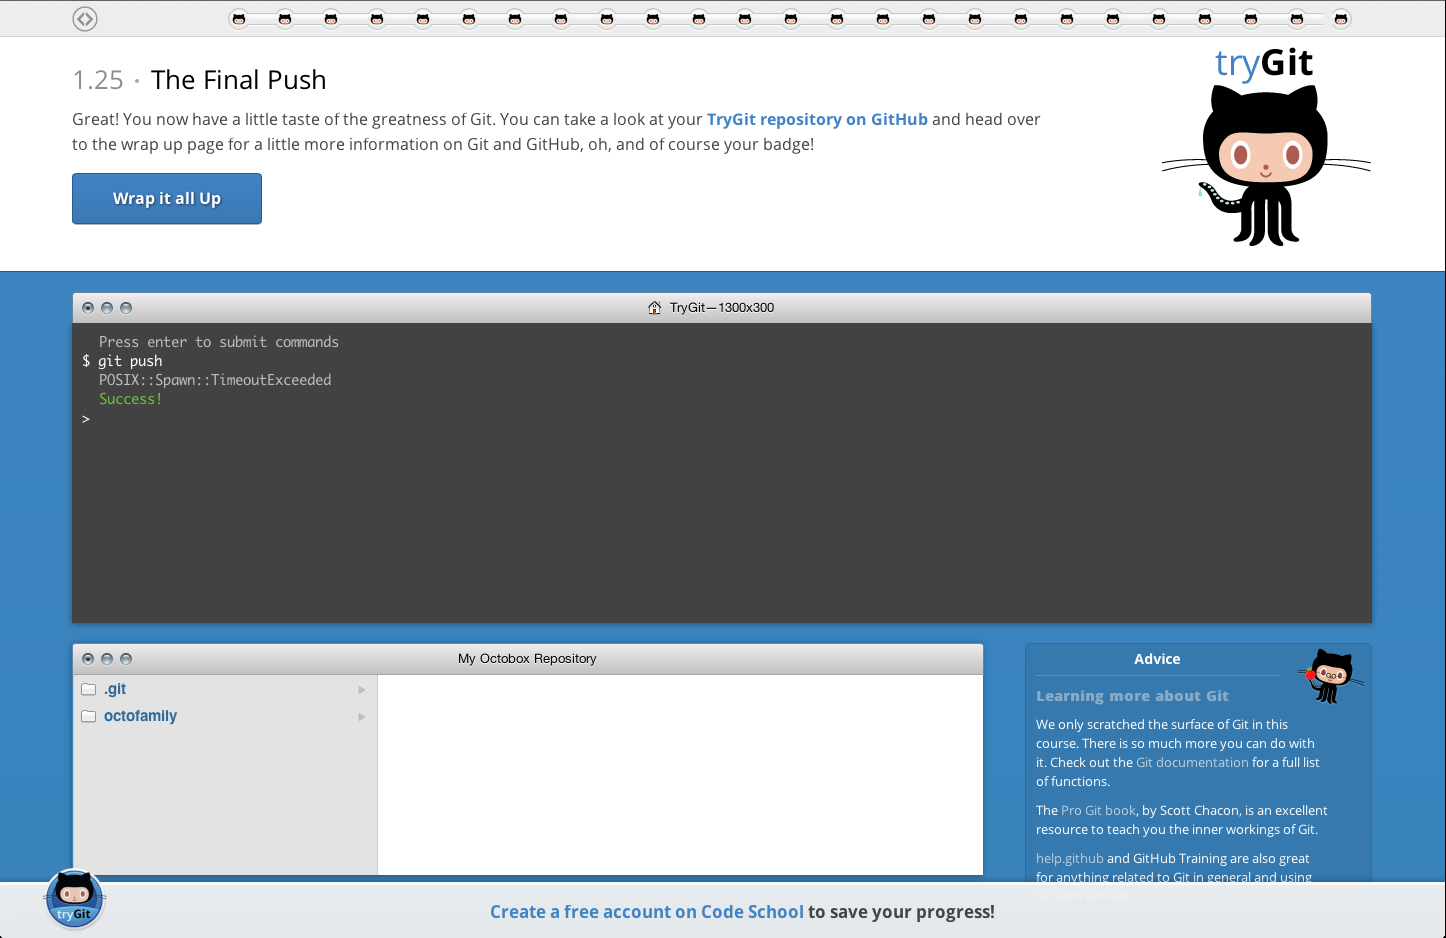 1.25 · The Final Push
tryGit
Great! You now have a little taste of the greatness of Git. You can take a look at your TryGit repository on GitHub and head over
to the wrap up page for a little more information on Git and GitHub, oh, and of course your badge!
Wrap it all Up
TryGit—1300x300
Press enter to submit commands
$ git push
POSIX::Spawn::TimeoutExceeded
Success!
>
My Octobox Repository
.git
octofamily
Advice
Learning more about Git
We only scratched the surface of Git in this
course. There is so much more you can do with
it. Check out the Git documentation for a full list
of functions.
The Pro Git book, by Scott Chacon, is an excellent
resource to teach you the inner workings of Git.
help.github and GitHub Training are also great
for anything related to Git in general and using
Git with GitHub.
tryGit
Create a free account on Code School to save your progress!